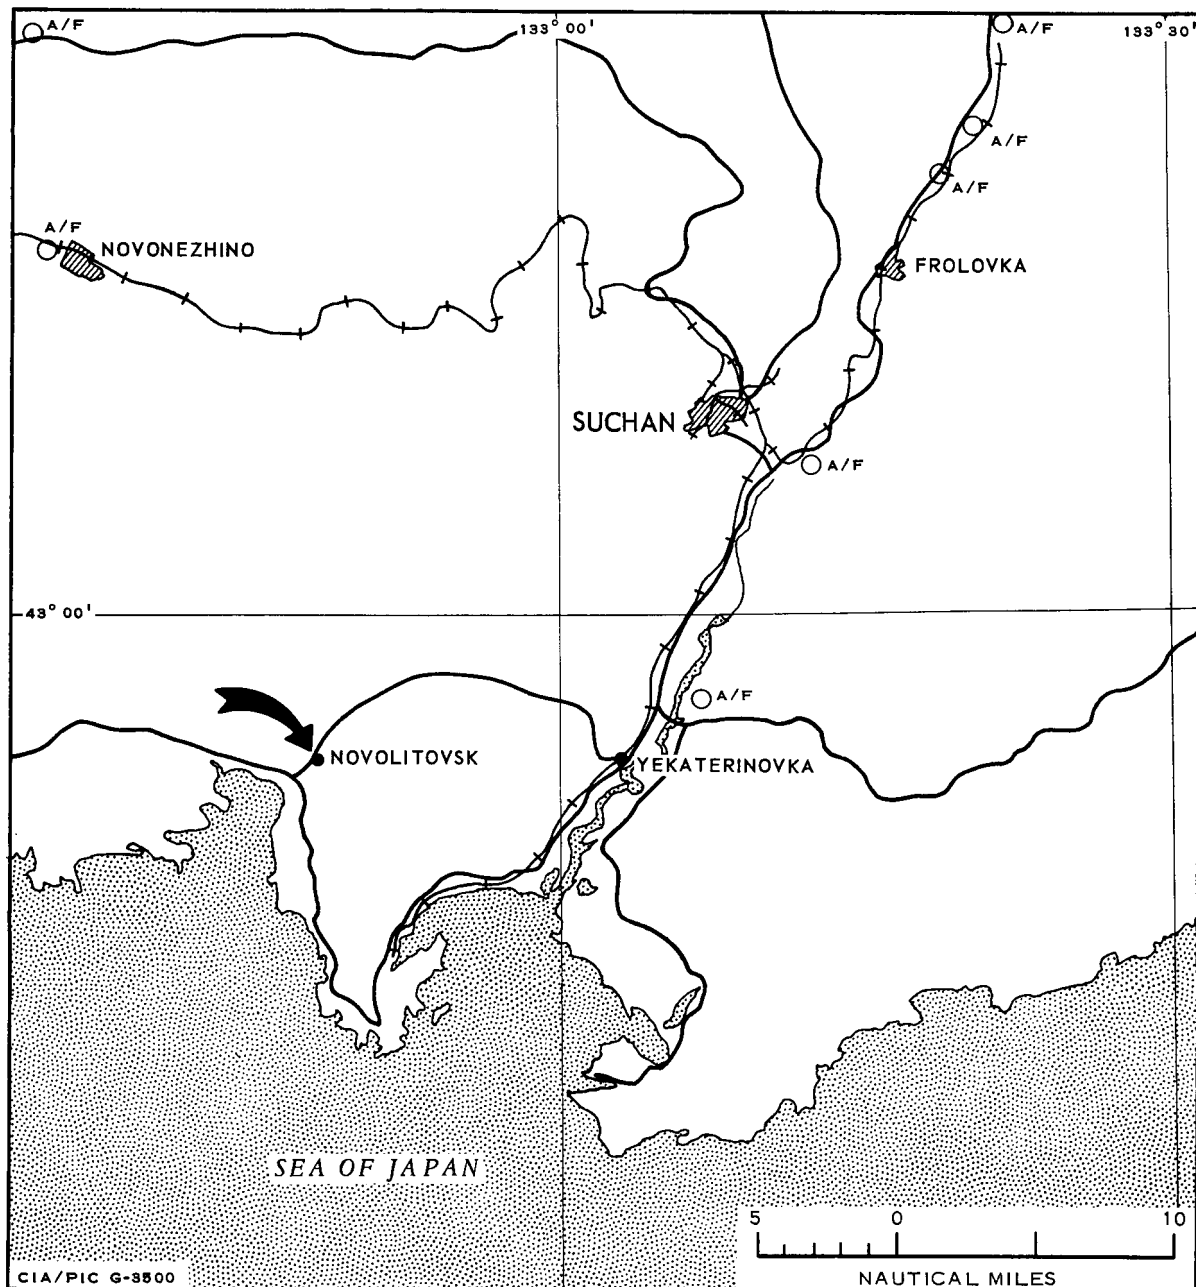 A/F
133° 00'
A/F
133° 30'
A/F
A/F
A/F
NOVONEZHINO
FROLOVKA
SUCHAN
A/F
43° 00'
A/F
NOVOLITOVSK
YEKATERINOVKA
SEA OF JAPAN
5 0 10
NAUTICAL MILES
CIA/PIC G-3500